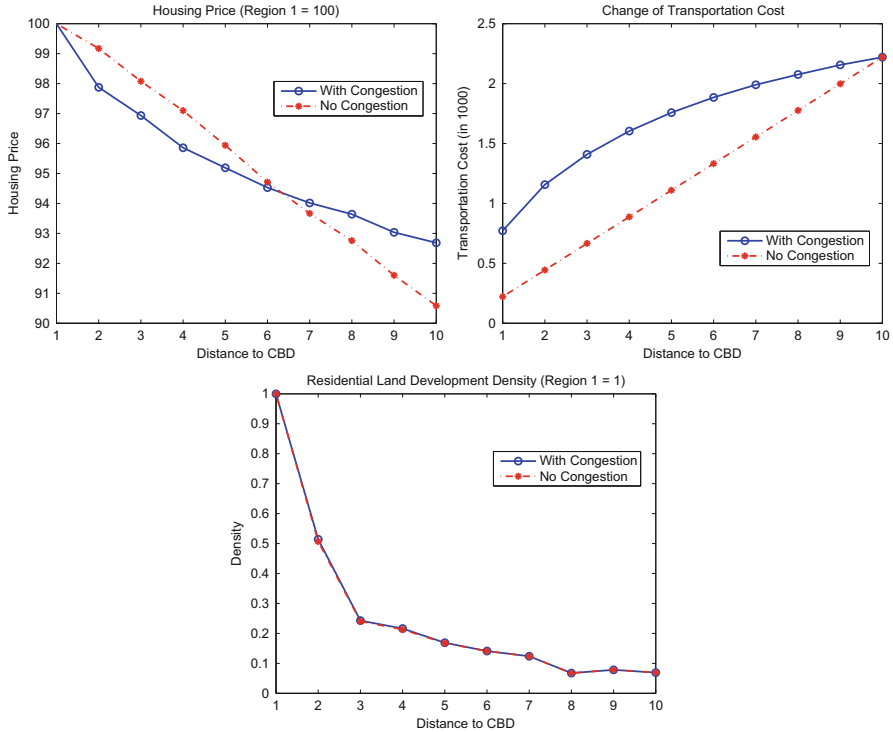 Housing Price (Region 1 = 100)
Housing Price
100
99
98
97
96
95
94
93
92
91
90
With Congestion
No Congestion
1 2 3 4 5 6 7 8 9 10
Distance to CBD
Change of Transportation Cost
Transportation Cost (in 1000)
2.5
2
1.5
1
0.5
0
With Congestion
No Congestion
1 2 3 4 5 6 7 8 9 10
Distance to CBD
Residential Land Development Density (Region 1 = 1)
Density
1
0.9
0.8
0.7
0.6
0.5
0.4
0.3
0.2
0.1
0
With Congestion
No Congestion
1 2 3 4 5 6 7 8 9 10
Distance to CBD